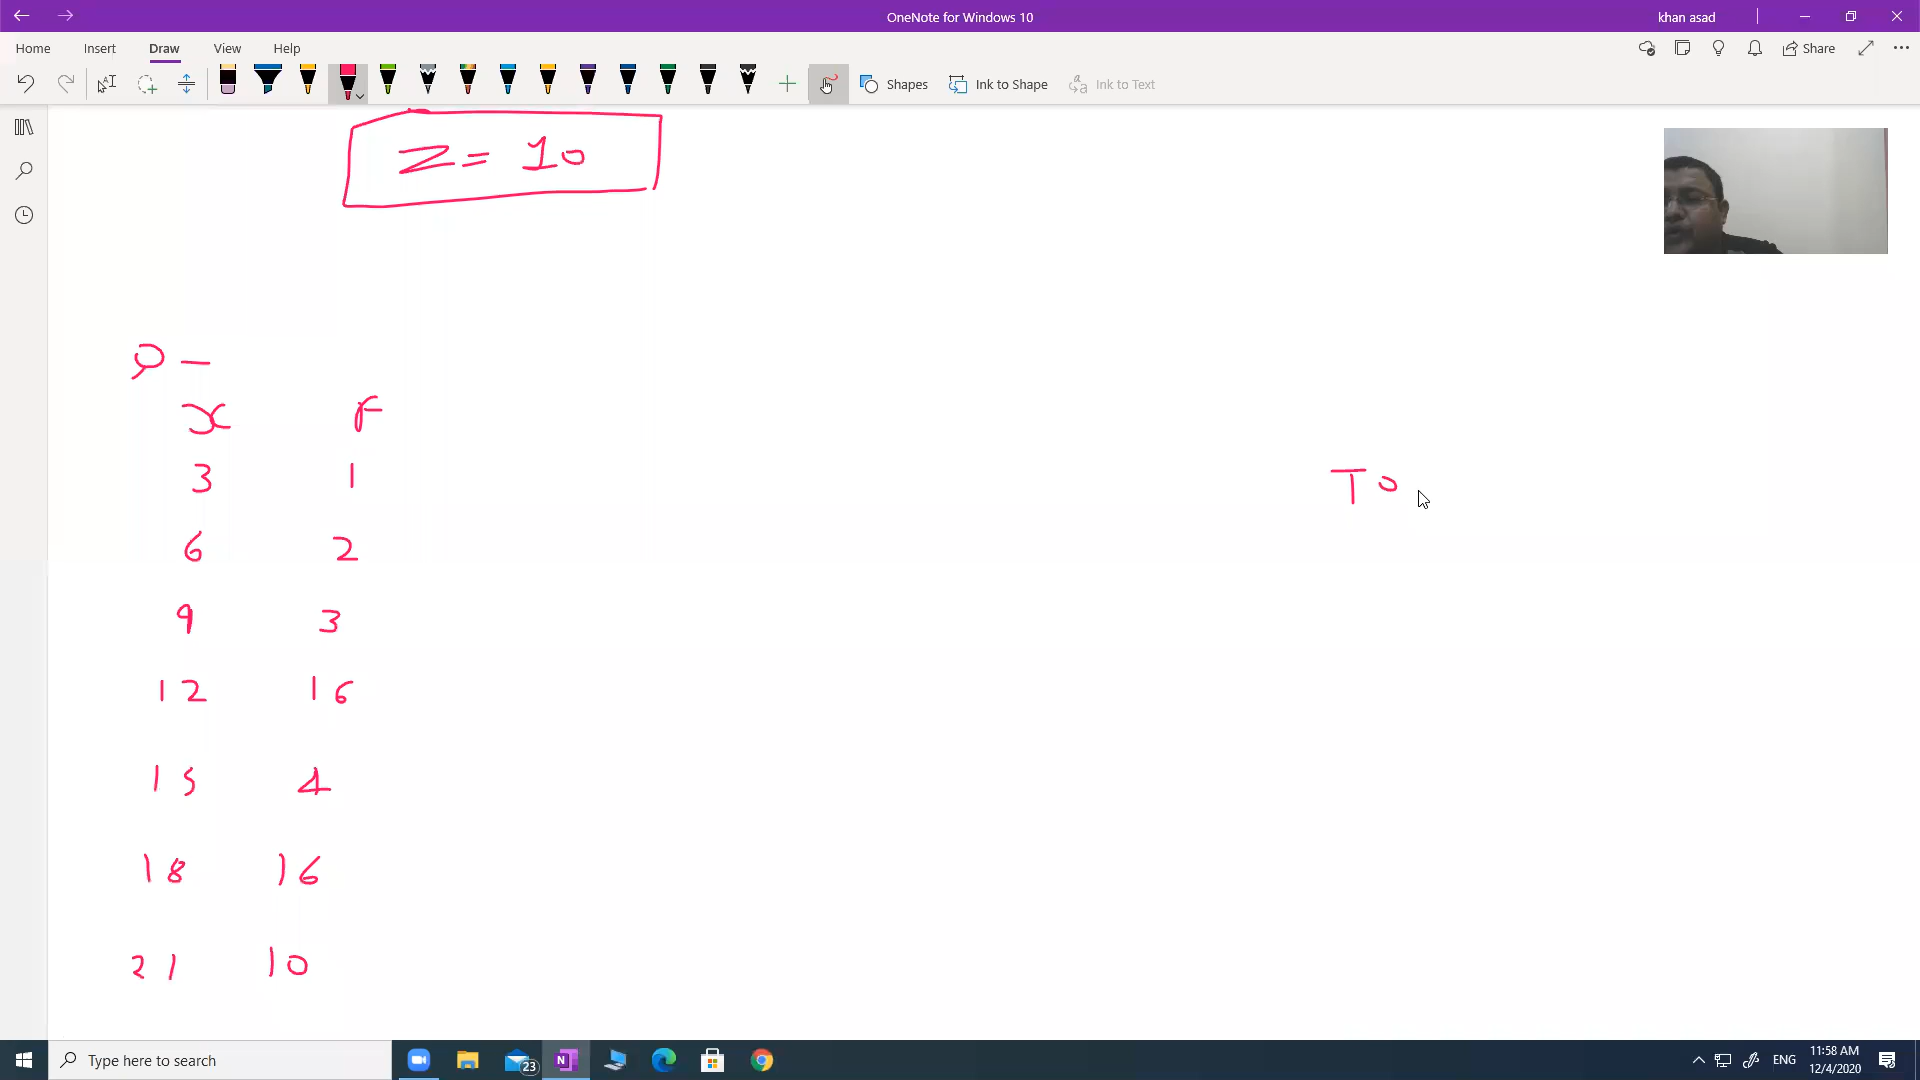 OneNote for Windows 10
khan asad
Home Insert Draw View Help
Share
Shapes Ink to Shape Ink to Text
Z = 10
Q -
x F
3 1
To
6 2
9 3
12 16
15 4
18 16
21 10
Type here to search
23
N
ENG
11:58 AM
12/4/2020